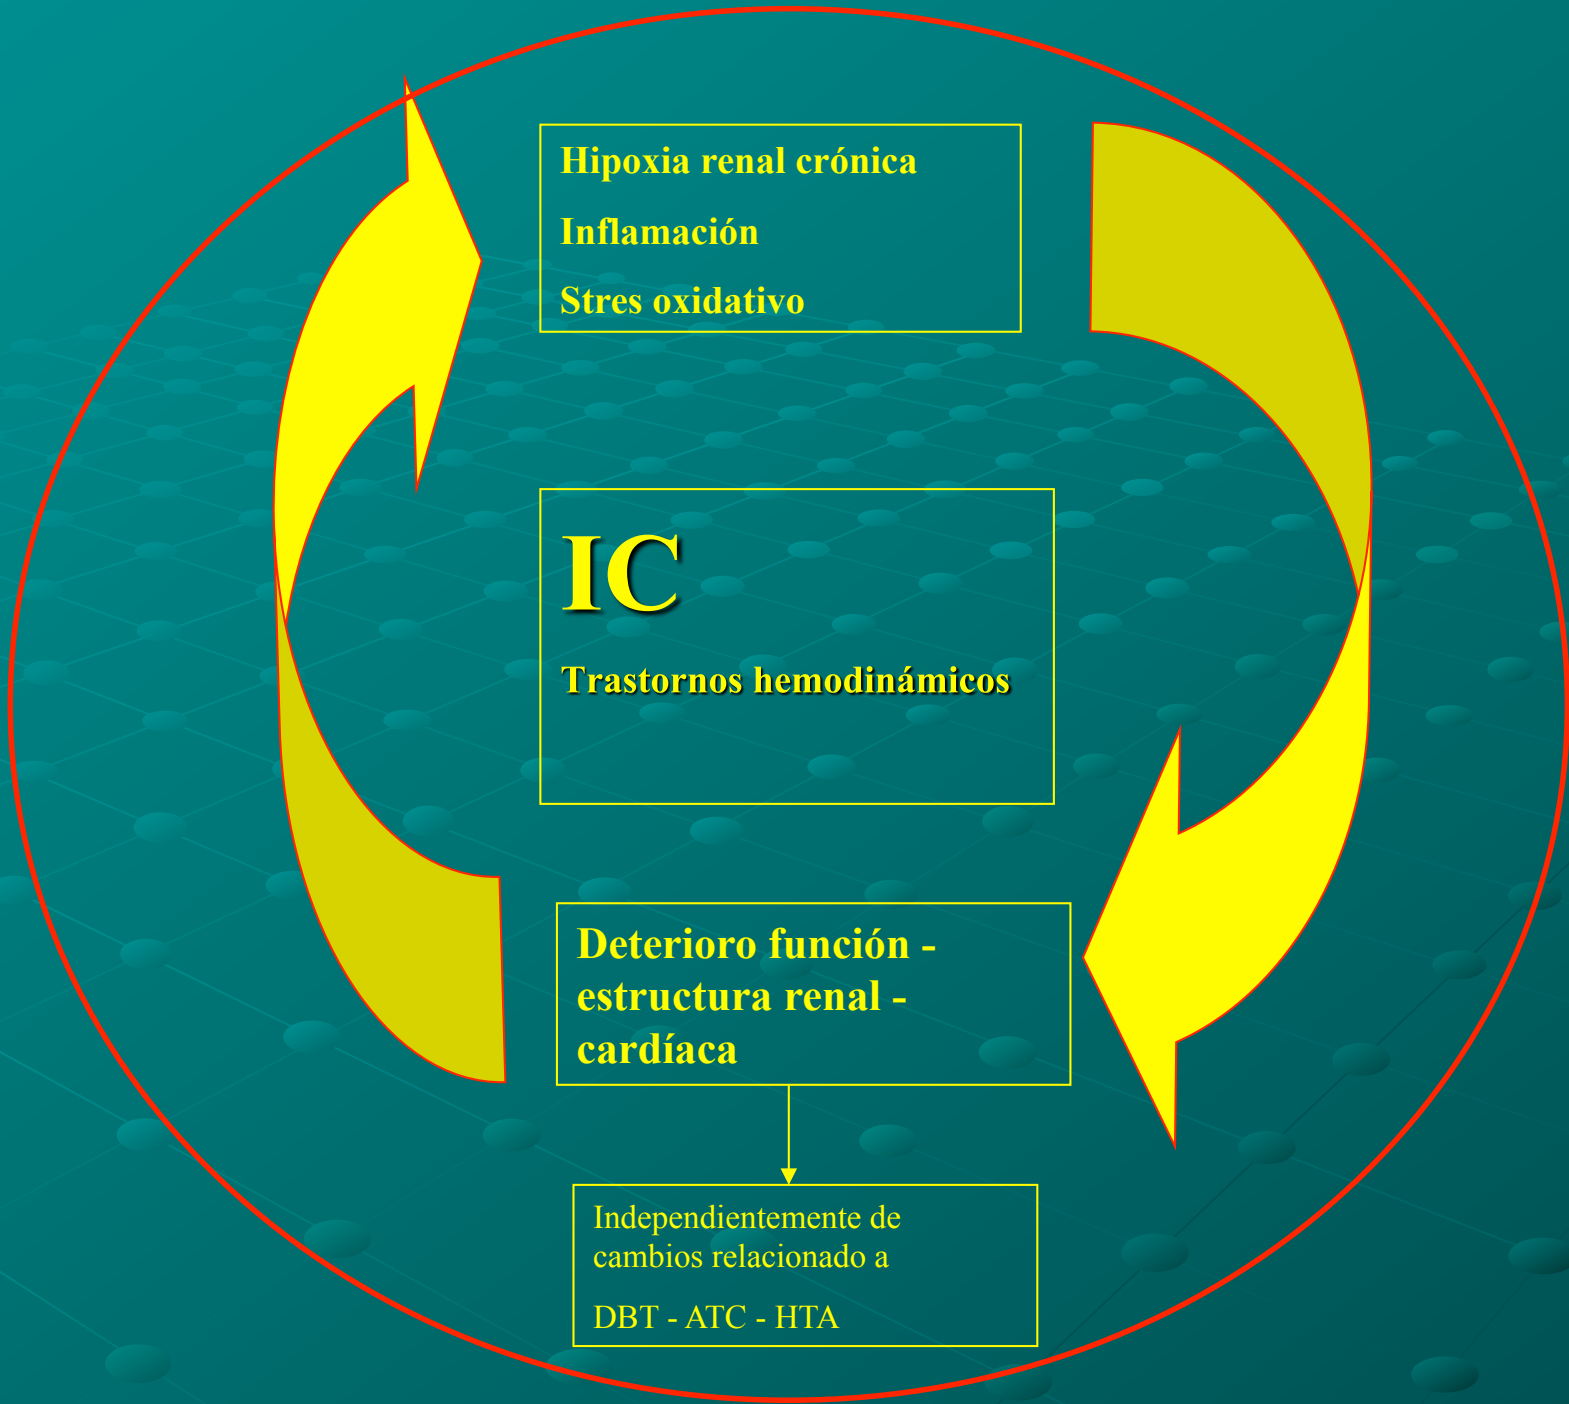 Hipoxia renal crónica
Inflamación
Stres oxidativo
IC
Trastornos hemodinámicos
Deterioro función -
estructura renal -
cardíaca
Independientemente de
cambios relacionado a
DBT - ATC - HTA